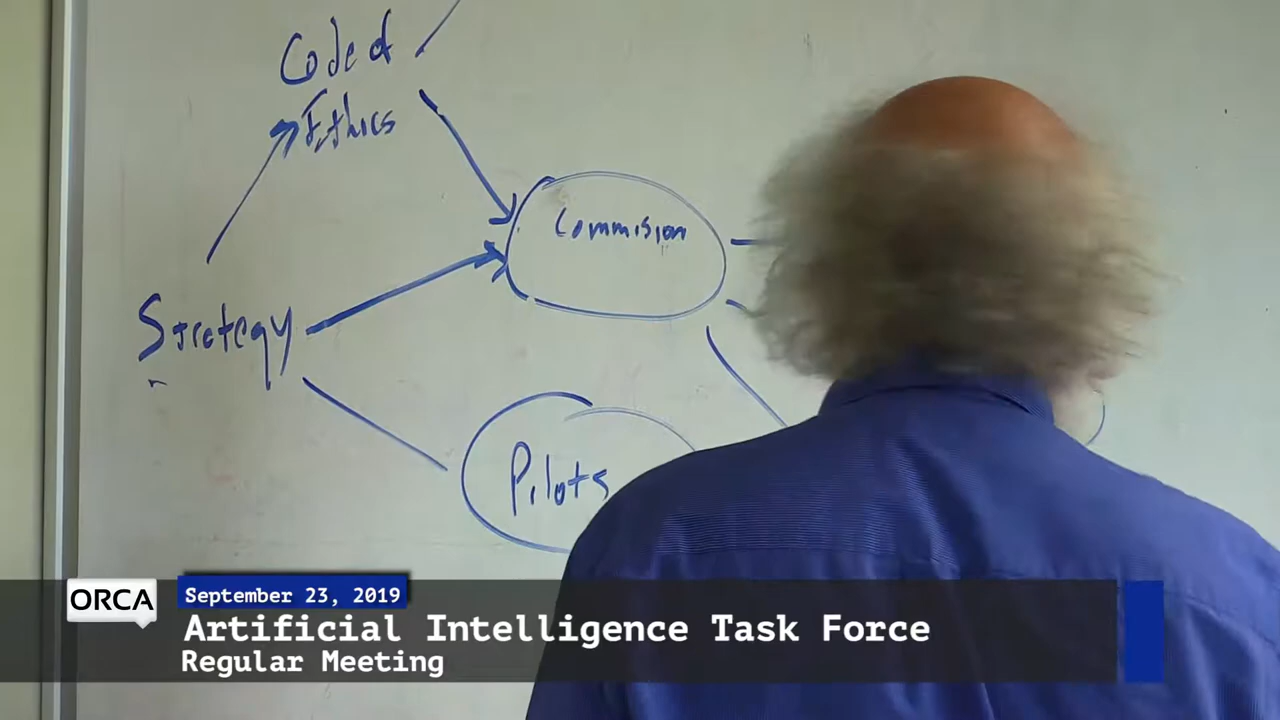 Code of
Ethics
Commision
Strategy
Pilots
ORCA
September 23, 2019
Artificial Intelligence Task Force
Regular Meeting